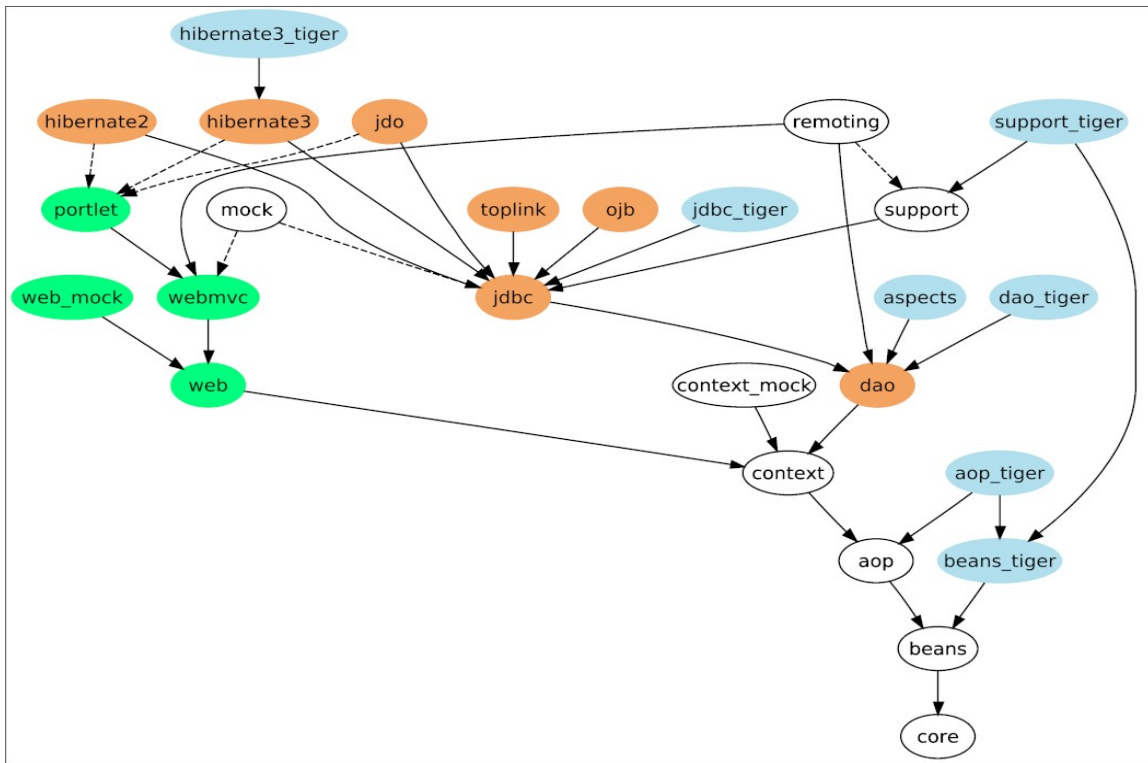 hibernate3_tiger
hibernate2
hibernate3
jdo
remoting
support_tiger
portlet
mock
toplink
ojb
jdbc_tiger
support
web_mock
webmvc
jdbc
aspects
dao_tiger
web
context_mock
dao
context
aop_tiger
aop
beans_tiger
beans
core